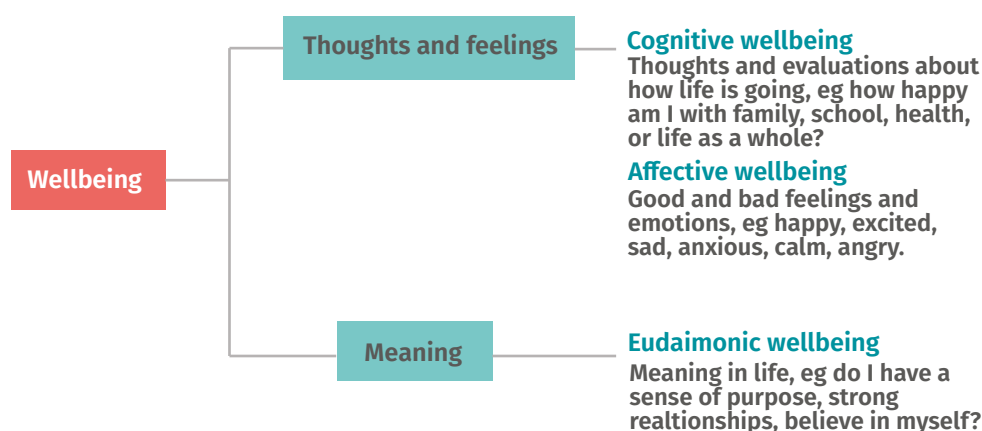 Thoughts and feelings
Cognitive wellbeing
Thoughts and evaluations about
how life is going, eg how happy
am I with family, school, health,
or life as a whole?
Wellbeing
Affective wellbeing
Good and bad feelings and
emotions, eg happy, excited,
sad, anxious, calm, angry.
Meaning
Eudaimonic wellbeing
Meaning in life, eg do I have a
sense of purpose, strong
realtionships, believe in myself?